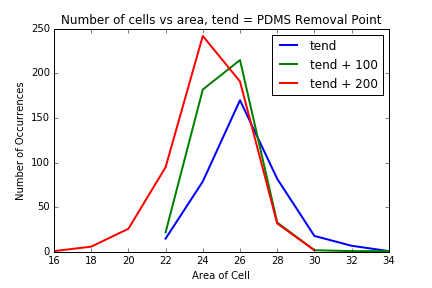 Number of cells vs area, tend = PDMS Removal Point
250
200
150
100
50
0
Number of Occurrences
tend
tend + 100
tend + 200
16 18 20 22 24 26 28 30 32 34
Area of Cell